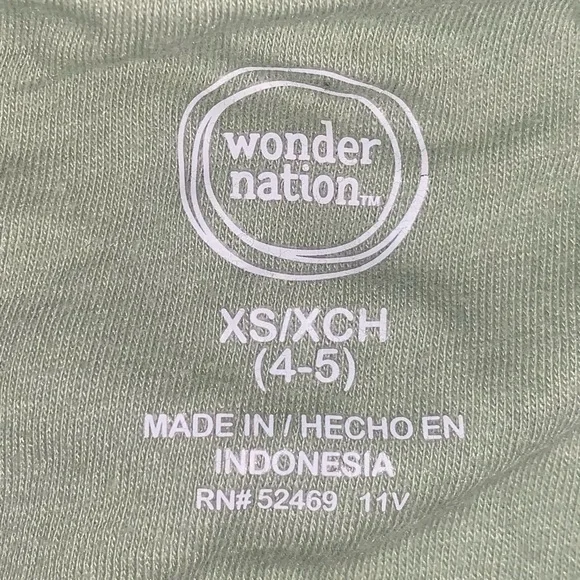 wonder
nation™
XS/XCH
(4-5)
MADE IN / HECHO EN
INDONESIA
RN# 52469 11V